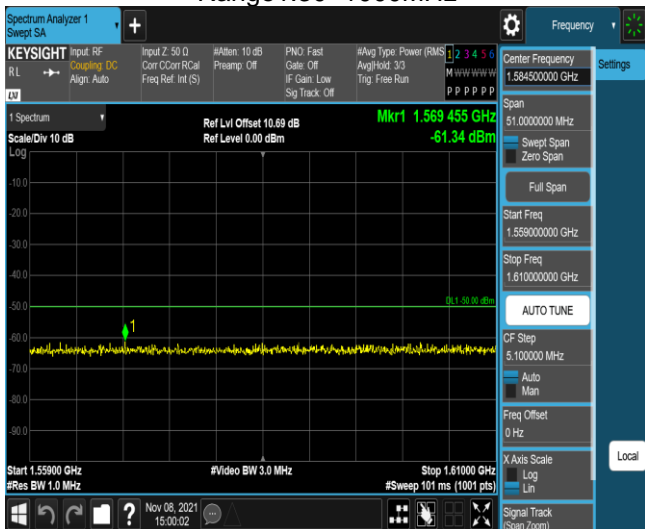 Spectrum Analyzer 1
Swept SA
Frequency
KEYSIGHT
RL
LXI
Input: RF
Coupling: DC
Align: Auto
Input Z: 50 Ω
Corr CCorr RCal
Freq Ref: Int (S)
#Atten: 10 dB
Preamp: Off
PNO: Fast
Gate: Off
IF Gain: Low
Sig Track: Off
#Avg Type: Power (RMS
Avg|Hold: 3/3
Trig: Free Run
1 2 3 4 5 6
M W W W W W
P P P P P P
1 Spectrum
Scale/Div 10 dB
Log
Ref Lvl Offset 10.69 dB
Ref Level 0.00 dBm
Mkr1 1.569 455 GHz
-61.34 dBm
-10.0
-20.0
-30.0
-40.0
-50.0
-60.0
-70.0
-80.0
-90.0
DL1 -50.00 dBm
1
Start 1.55900 GHz
#Res BW 1.0 MHz
#Video BW 3.0 MHz
Stop 1.61000 GHz
#Sweep 101 ms (1001 pts)
Nov 08, 2021
15:00:02
Center Frequency
1.584500000 GHz
Settings
Span
51.0000000 MHz
Swept Span
Zero Span
Full Span
Start Freq
1.559000000 GHz
Stop Freq
1.610000000 GHz
AUTO TUNE
CF Step
5.100000 MHz
Auto
Man
Freq Offset
0 Hz
X Axis Scale
Log
Lin
Local
Signal Track
(Span Zoom)